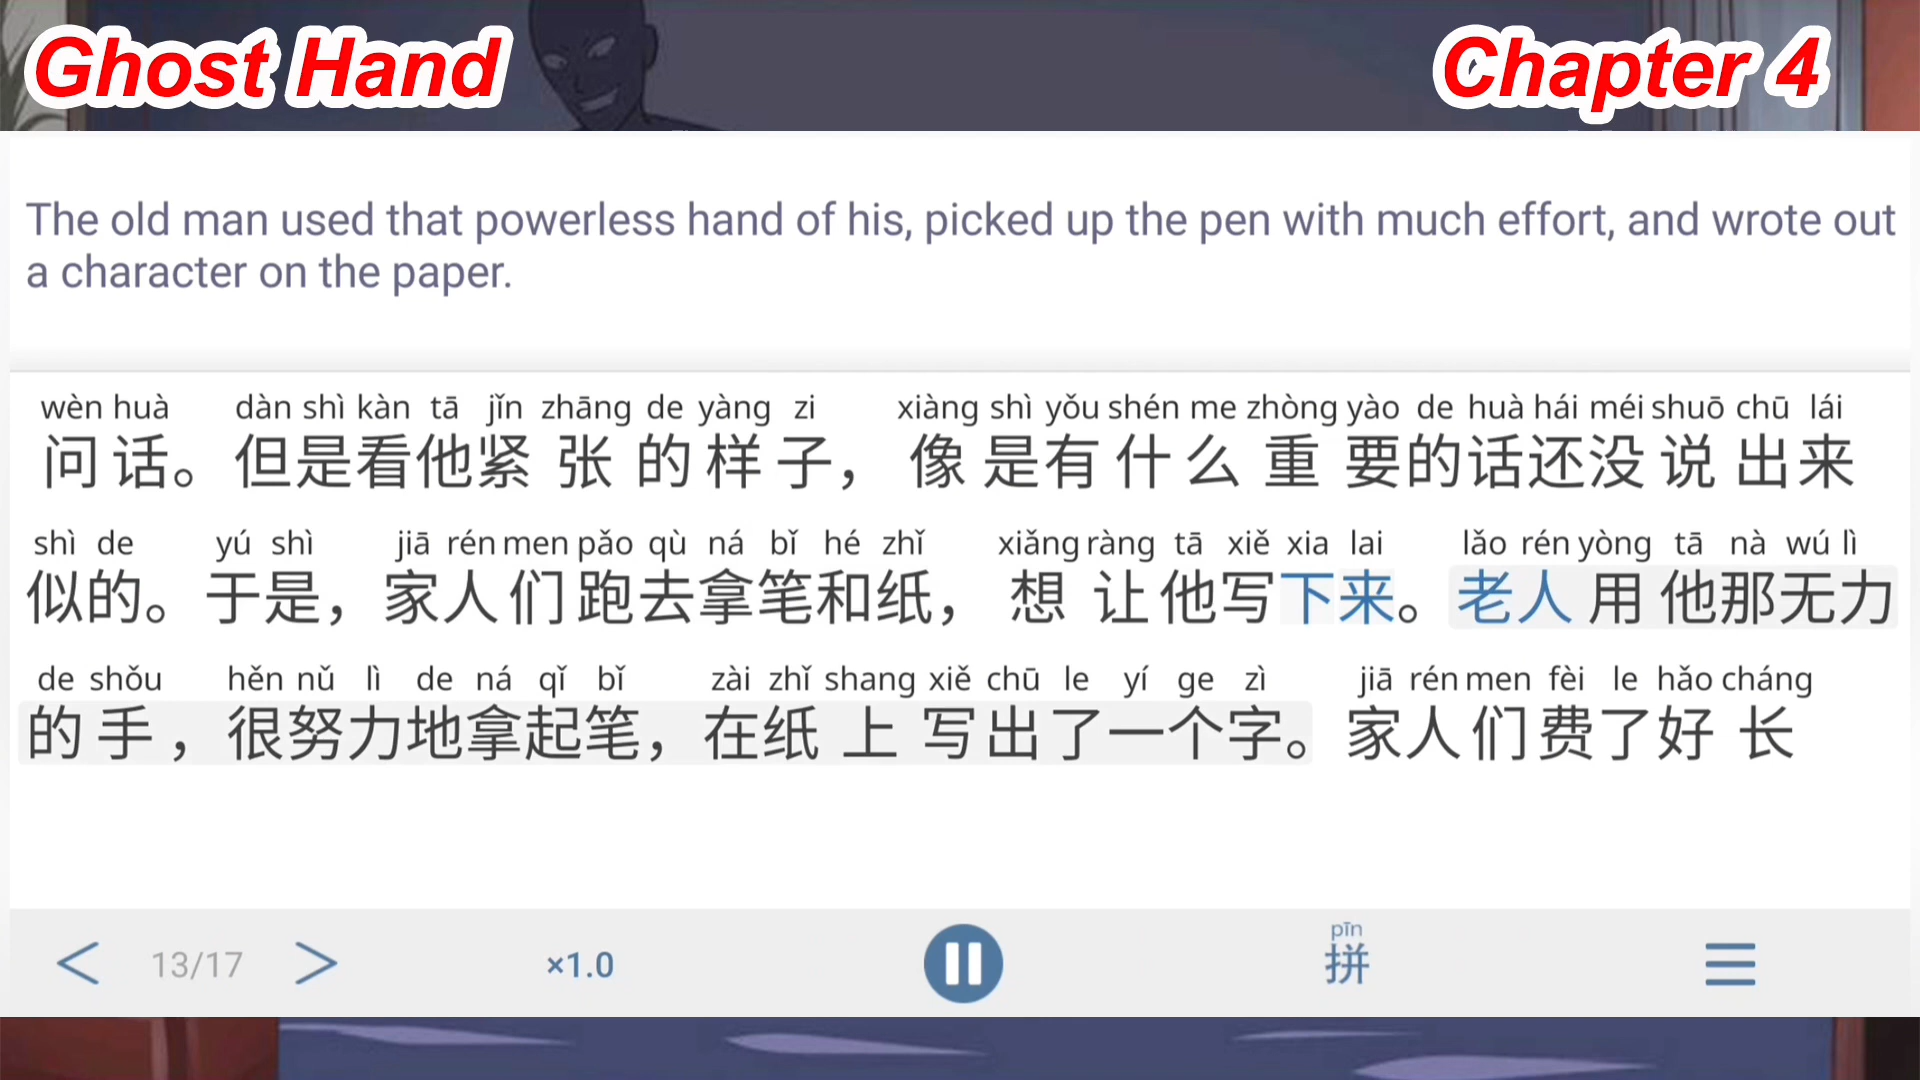 Ghost Hand
Chapter 4
The old man used that powerless hand of his, picked up the pen with much effort, and wrote out
a character on the paper.
wèn huà dàn shì kàn tā jǐn zhāng de yàng zi xiàng shì yǒu shén me zhòng yào de huà hái méi shuō chū lái
问话。但是看他紧张的样子，像是有什么重要的话还没说出来
shì de yú shì jiā rén men pǎo qù ná bǐ hé zhǐ xiǎng ràng tā xiě xia lai lǎo rén yòng tā nà wú lì
似的。于是，家人们跑去拿笔和纸，想让他写下来。老人用他那无力
de shǒu hěn nǔ lì de ná qǐ bǐ zài zhǐ shang xiě chū le yí ge zì jiā rén men fèi le hǎo cháng
的手，很努力地拿起笔，在纸上写出了一个字。家人们费了好长
< 13/17 > ×1.0
pīn
拼